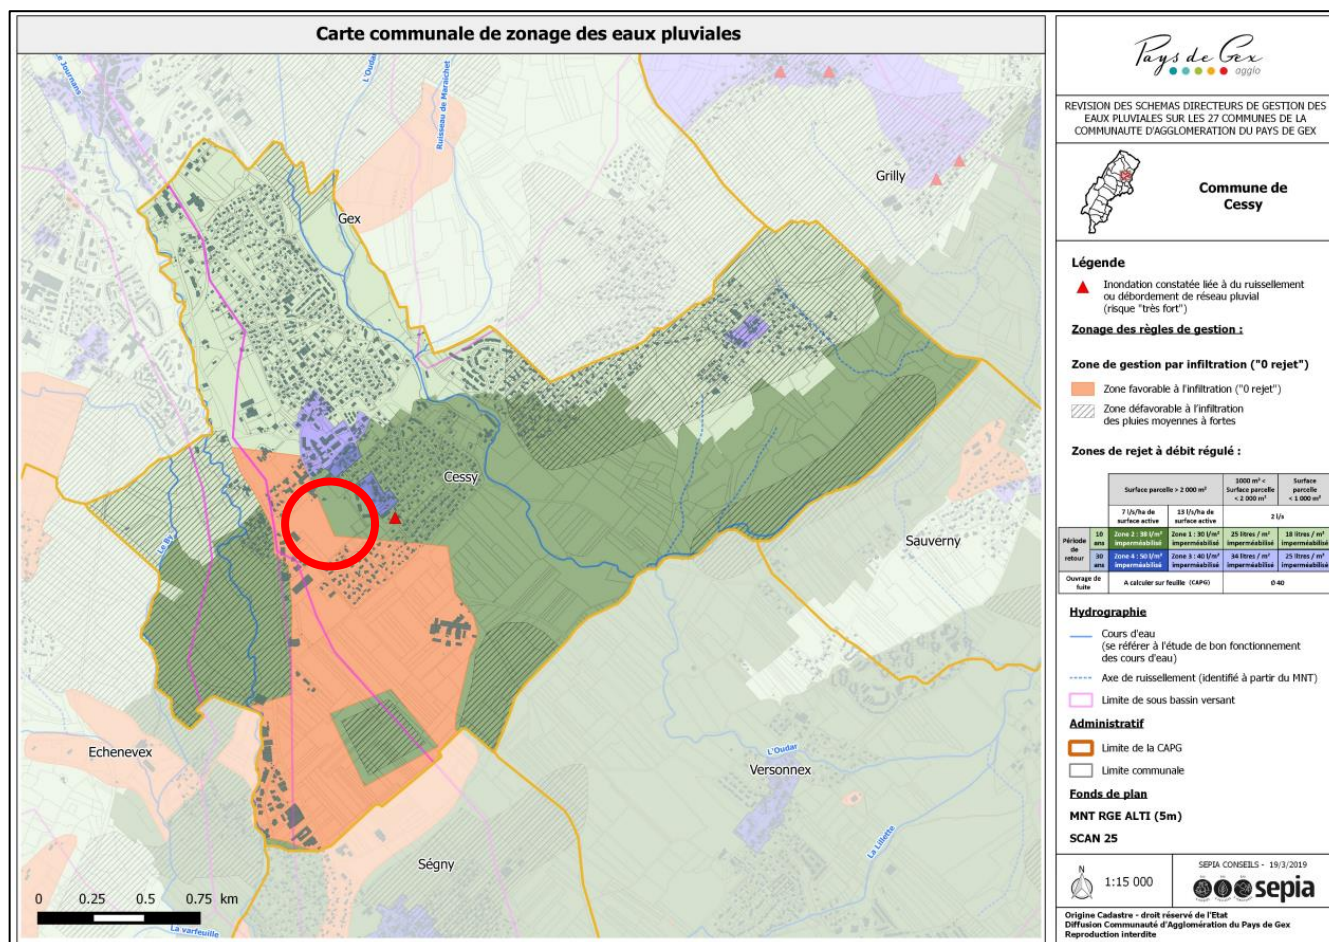 Carte communale de zonage des eaux pluviales
Le Journans
L'Oudar
Ruisseau de Maraichet
Grilly
Gex
Cessy
Le By
Sauverny
Echenevex
Versonnex
L'Oudar
La Lillette
Ségny
La varfeuille
0 0.25 0.5 0.75 km
Pays de Gex
agglo
REVISION DES SCHEMAS DIRECTEURS DE GESTION DES
EAUX PLUVIALES SUR LES 27 COMMUNES DE LA
COMMUNAUTE D'AGGLOMERATION DU PAYS DE GEX
Commune de
Cessy
Légende
Inondation constatée liée à du ruissellement
ou débordement de réseau pluvial
(risque "très fort")
Zonage des règles de gestion :
Zone de gestion par infiltration ("0 rejet")
Zone favorable à l'infiltration ("0 rejet")
Zone défavorable à l'infiltration
des pluies moyennes à fortes
Zones de rejet à débit régulé :
Surface parcelle > 2 000 m²
1000 m² <
Surface parcelle
< 2 000 m²
Surface
parcelle
< 1 000 m²
7 l/s/ha de
surface active
13 l/s/ha de
surface active
2 l/s
Période
de
retour
10
ans
Zone 2 : 38 l/m²
imperméabilisé
Zone 1 : 30 l/m²
imperméabilisé
25 litres / m²
imperméabilisé
18 litres / m²
imperméabilisé
30
ans
Zone 4 : 50 l/m²
imperméabilisé
Zone 3 : 40 l/m²
imperméabilisé
34 litres / m²
imperméabilisé
25 litres / m²
imperméabilisé
Ouvrage de
fuite
A calculer sur feuille (CAPG)
Ø 40
Hydrographie
Cours d'eau
(se référer à l'étude de bon fonctionnement
des cours d'eau)
Axe de ruissellement (identifié à partir du MNT)
Limite de sous bassin versant
Administratif
Limite de la CAPG
Limite communale
Fonds de plan
MNT RGE ALTI (5m)
SCAN 25
N
1:15 000
SEPIA CONSEILS - 19/3/2019
sepia
Origine Cadastre - droit réservé de l'Etat
Diffusion Communauté d'Agglomération du Pays de Gex
Reproduction interdite